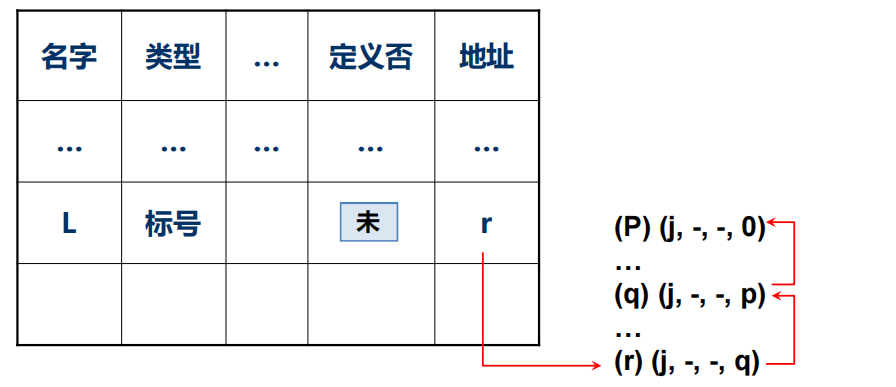 名字 类型 ... 定义否 地址
... ... ... ... ...
L 标号 未 r
(P) (j, -, -, 0)
...
(q) (j, -, -, p)
...
(r) (j, -, -, q)